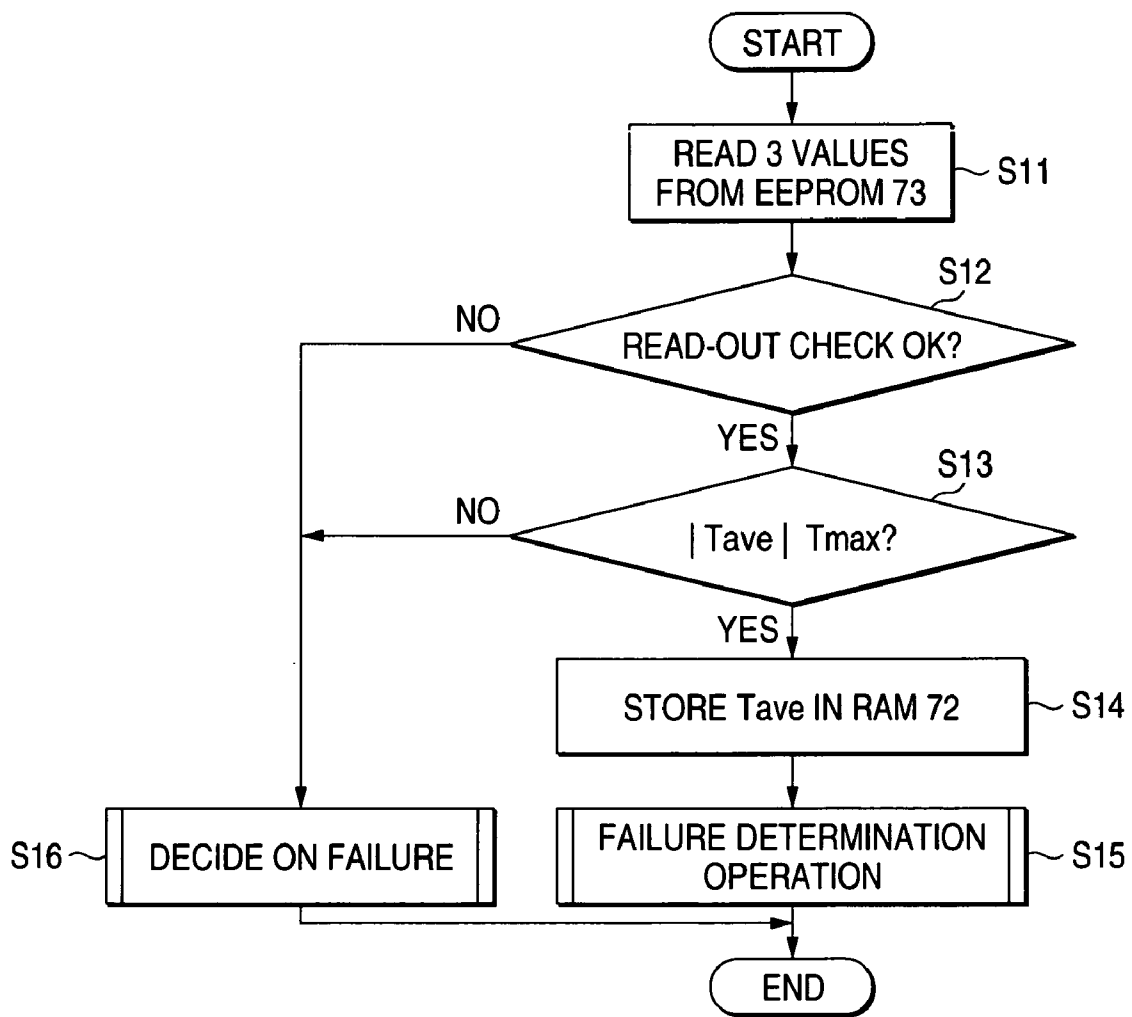 START
READ 3 VALUES
FROM EEPROM 73
S11
S12
NO
READ-OUT CHECK OK?
YES
S13
NO
| Tave | Tmax?
YES
STORE Tave IN RAM 72
S14
S16
DECIDE ON FAILURE
FAILURE DETERMINATION
OPERATION
S15
END